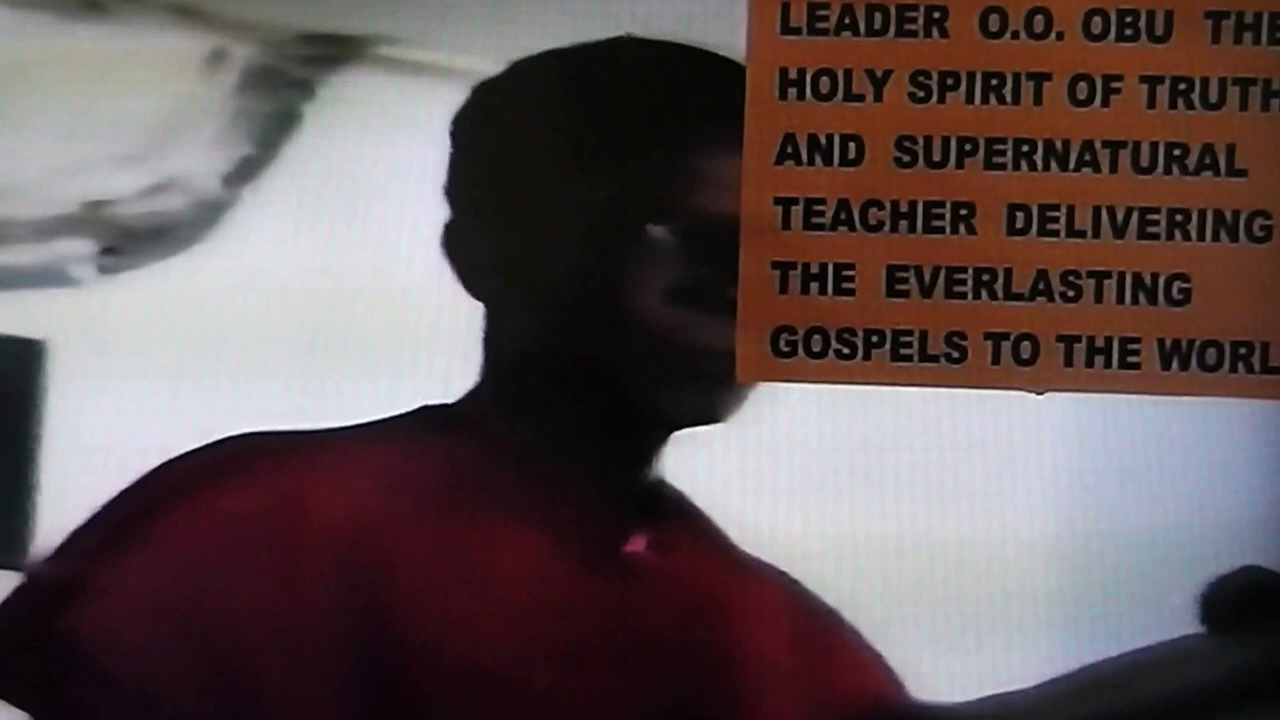 LEADER O.O. OBU THE
HOLY SPIRIT OF TRUTH
AND SUPERNATURAL
TEACHER DELIVERING
THE EVERLASTING
GOSPELS TO THE WORL